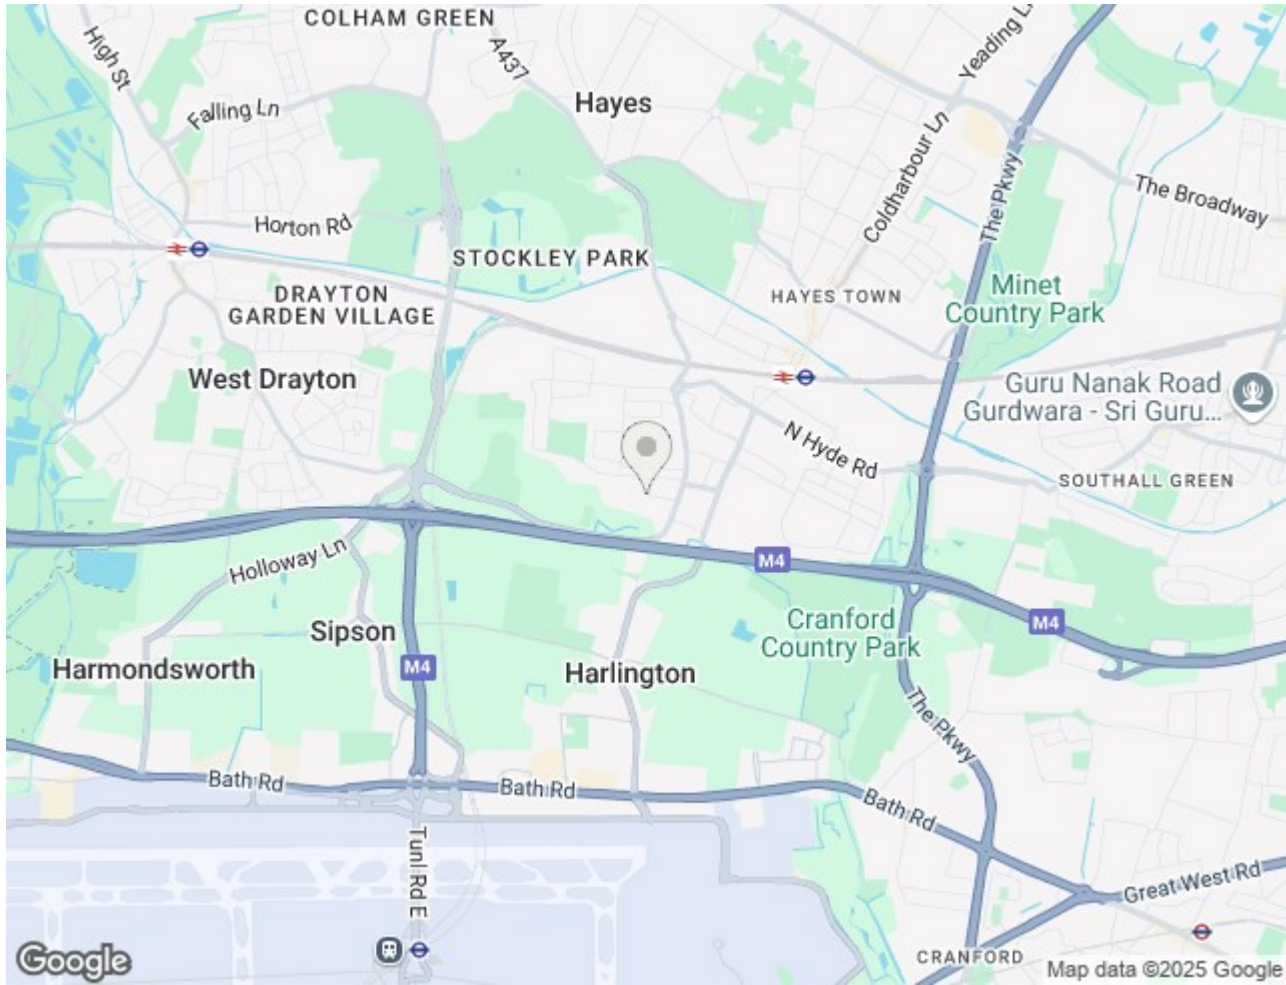 COLHAM GREEN
High St
A437
Yeading Ln
Falling Ln
Hayes
Coldharbour Ln
The Pkwy
The Broadway
Horton Rd
STOCKLEY PARK
DRAYTON
GARDEN VILLAGE
HAYES TOWN
Minet
Country Park
West Drayton
Guru Nanak Road
Gurdwara - Sri Guru...
N Hyde Rd
SOUTHALL GREEN
Holloway Ln
M4
Sipson
Cranford
Country Park
M4
Harmondsworth
M4
Harlington
The Pkwy
Bath Rd
Bath Rd
Bath Rd
Tunl Rd E
Great West Rd
CRANFORD
Google
Map data ©2025 Google